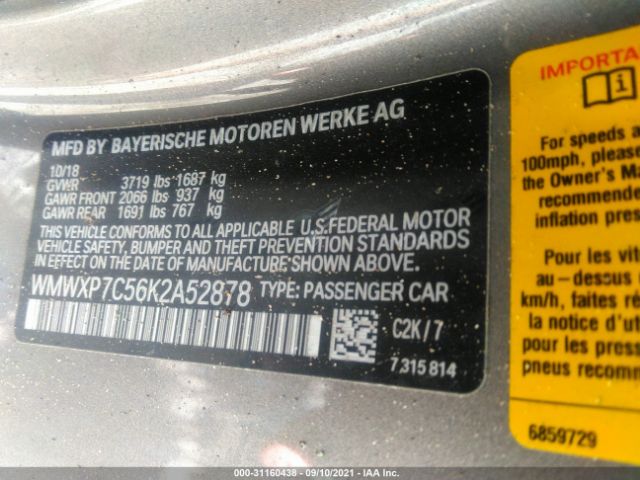 MFD BY BAYERISCHE MOTOREN WERKE AG
10/18
GVWR 3719 lbs 1687 kg
GAWR FRONT 2066 lbs 937 kg
GAWR REAR 1691 lbs 767 kg
THIS VEHICLE CONFORMS TO ALL APPLICABLE U.S.FEDERAL MOTOR
VEHICLE SAFETY, BUMPER AND THEFT PREVENTION STANDARDS
IN EFFECT ON THE DATE OF MANUFACTURE SHOWN ABOVE.
WMWXP7C56K2A52878 TYPE: PASSENGER CAR
C2K/7
7 315 814
IMPORTA
i
For speeds
100mph, please
the Owner's Ma
recommended
inflation press
Pour les vit
au-dessus
km/h, faites
la notice d'u
pour les press
pneus recomm
6859729
000-31160438 - 09/10/2021 - IAA Inc.